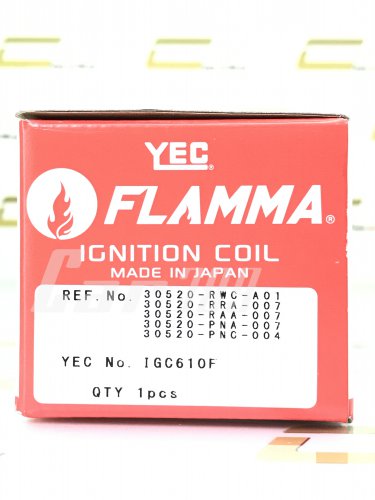 YEC®
FLAMMA®
IGNITION COIL
MADE IN JAPAN
REF. No. 30520-RWC-A01
30520-RRA-007
30520-RAA-007
30520-PNA-007
30520-PNC-004
YEC No. IGC610F
QTY 1pcs